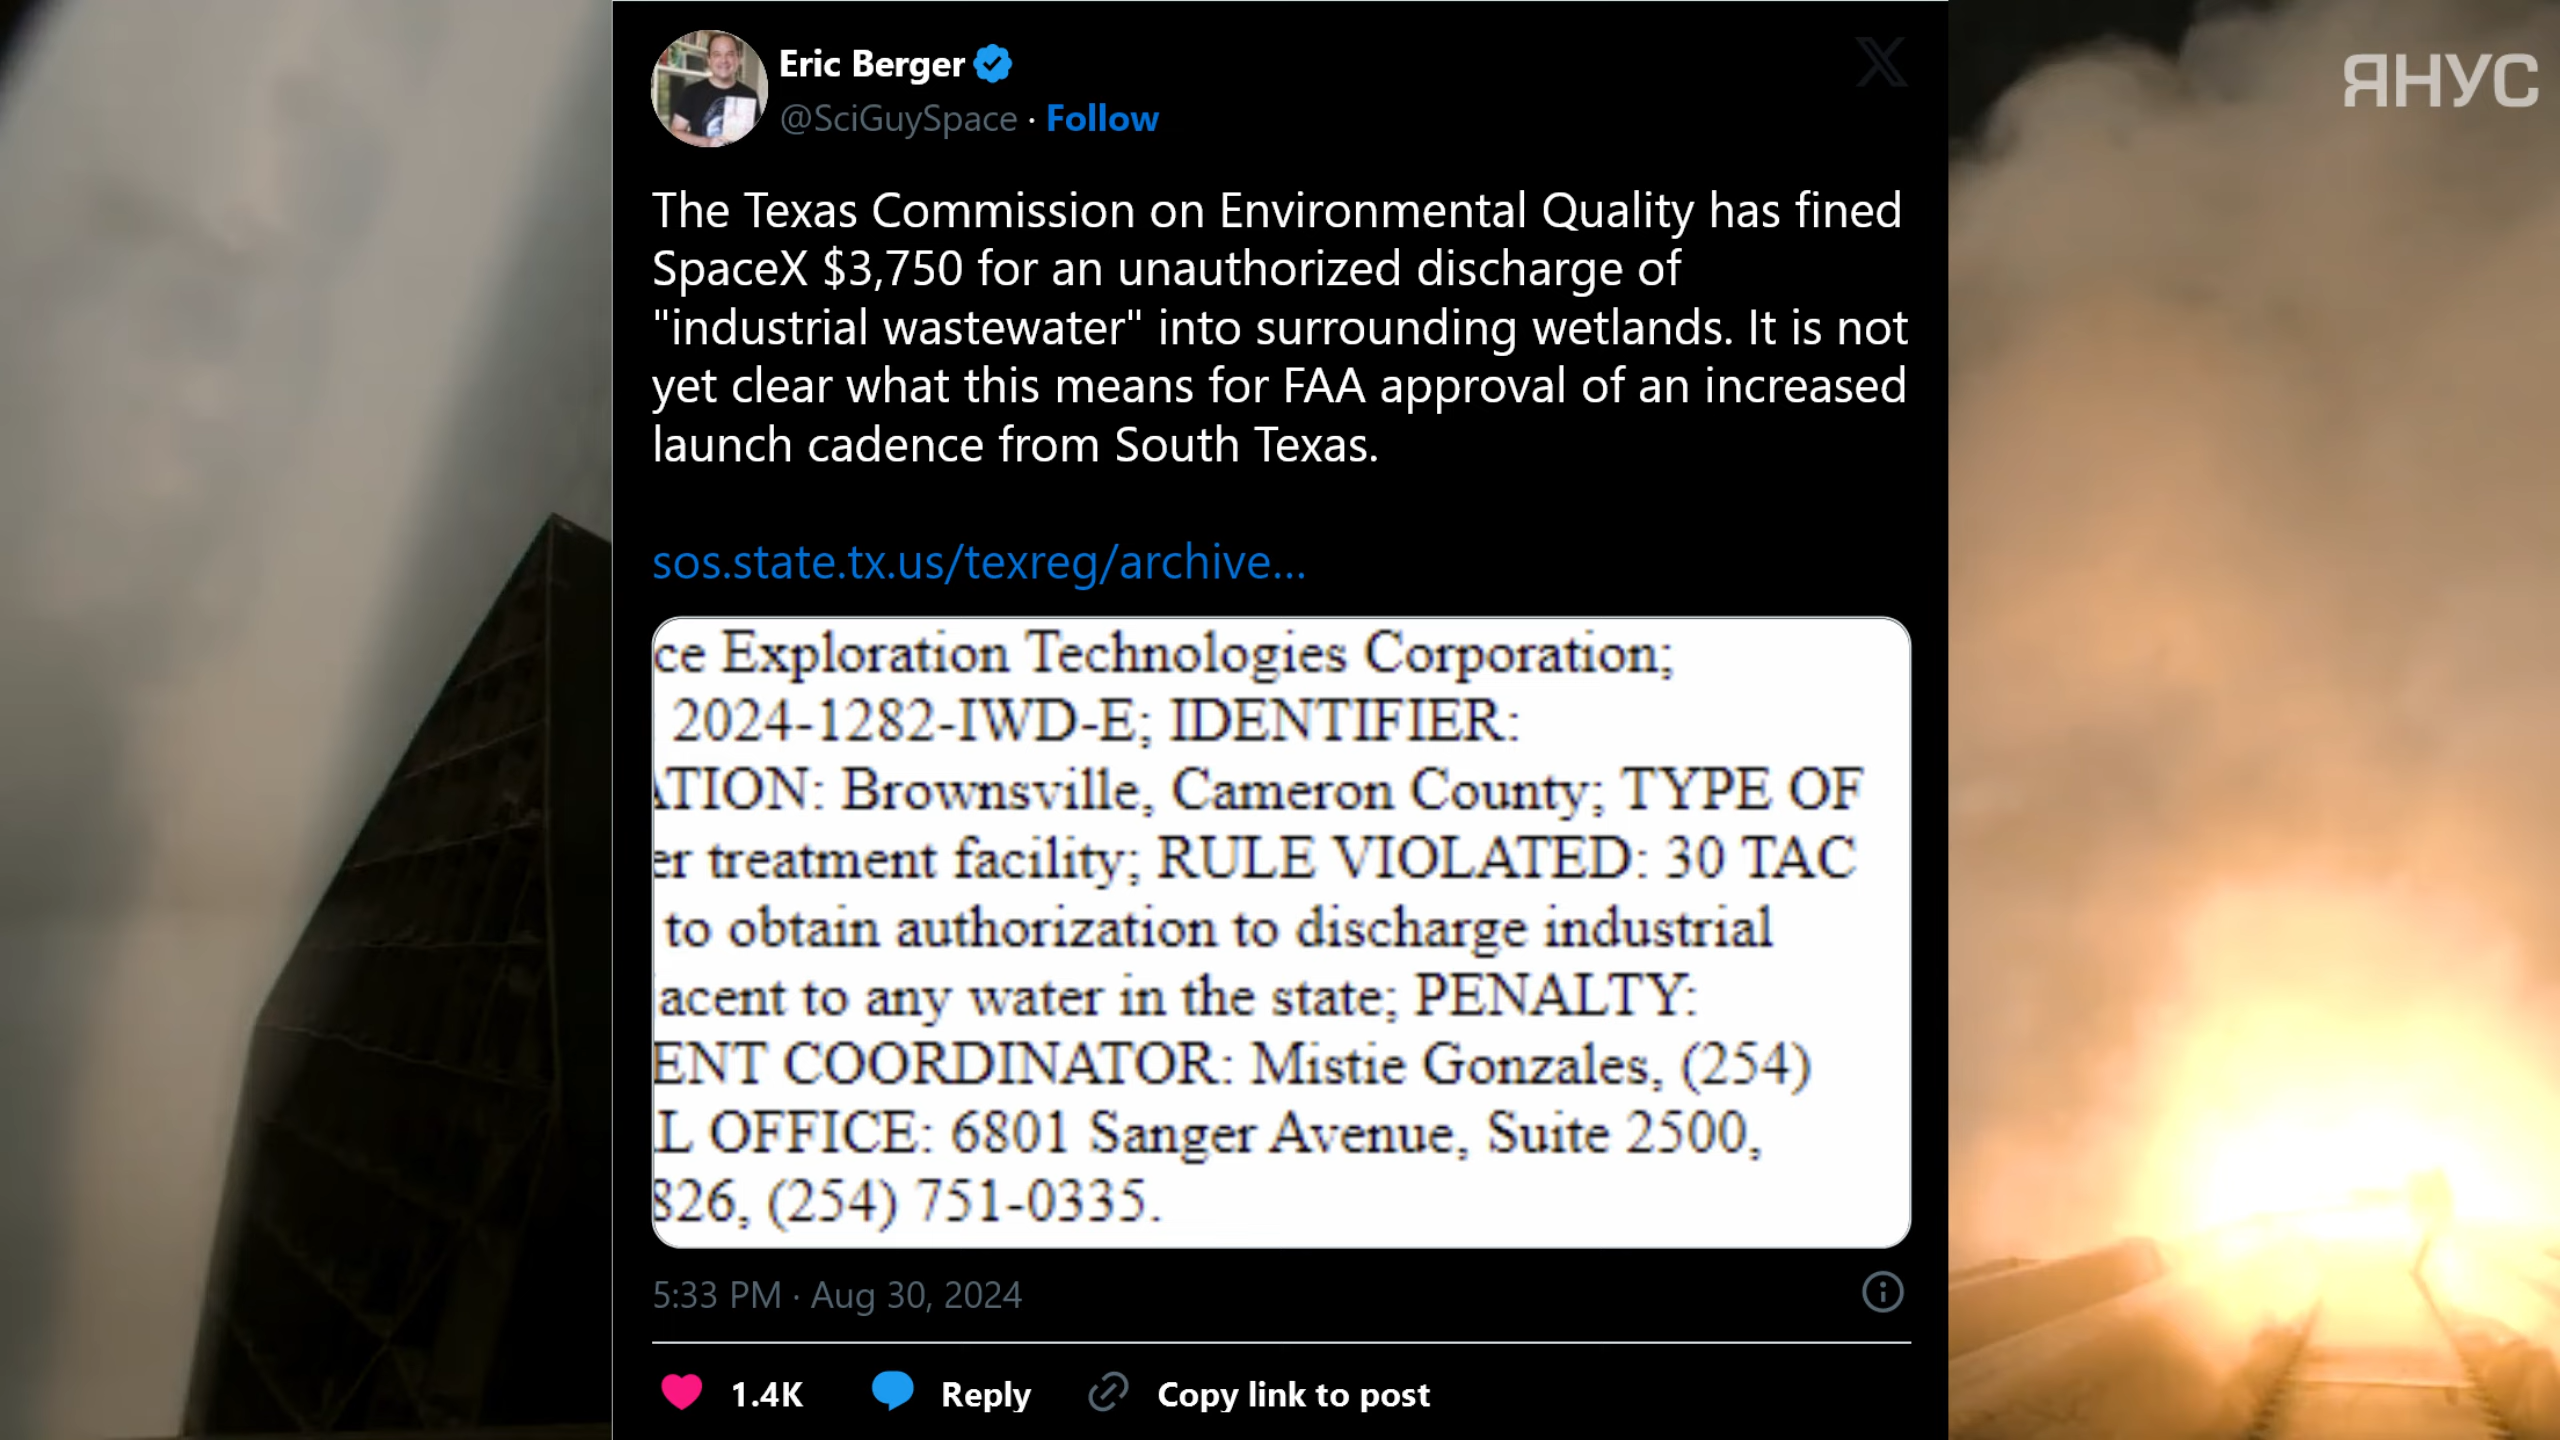 Eric Berger
@SciGuySpace · Follow
ЯНУС
The Texas Commission on Environmental Quality has fined
SpaceX $3,750 for an unauthorized discharge of
"industrial wastewater" into surrounding wetlands. It is not
yet clear what this means for FAA approval of an increased
launch cadence from South Texas.
sos.state.tx.us/texreg/archive...
ce Exploration Technologies Corporation;
2024-1282-IWD-E; IDENTIFIER:
ATION: Brownsville, Cameron County; TYPE OF
er treatment facility; RULE VIOLATED: 30 TAC
to obtain authorization to discharge industrial
acent to any water in the state; PENALTY:
ENT COORDINATOR: Mistie Gonzales, (254)
L OFFICE: 6801 Sanger Avenue, Suite 2500,
826, (254) 751-0335.
5:33 PM · Aug 30, 2024
1.4K Reply Copy link to post